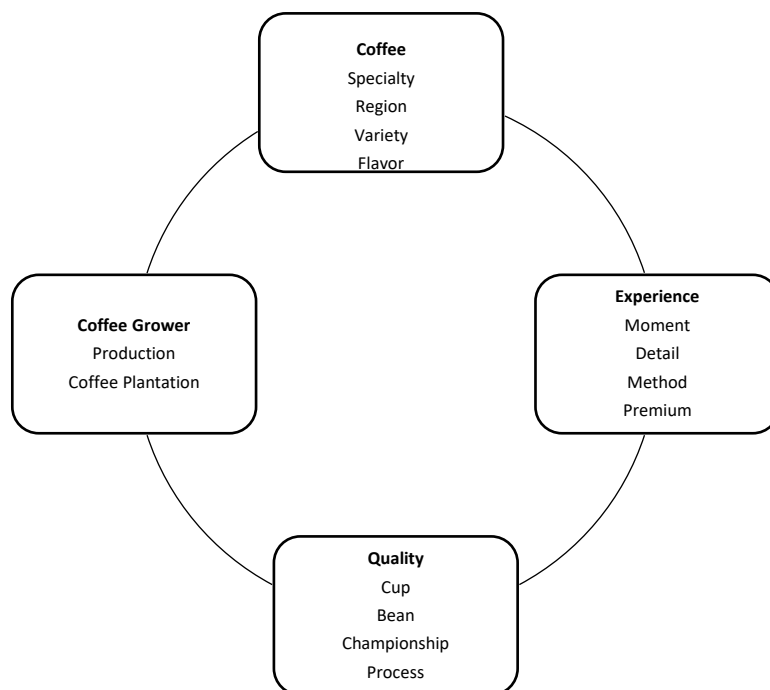 Coffee
Specialty
Region
Variety
Flavor
Coffee Grower
Production
Coffee Plantation
Experience
Moment
Detail
Method
Premium
Quality
Cup
Bean
Championship
Process